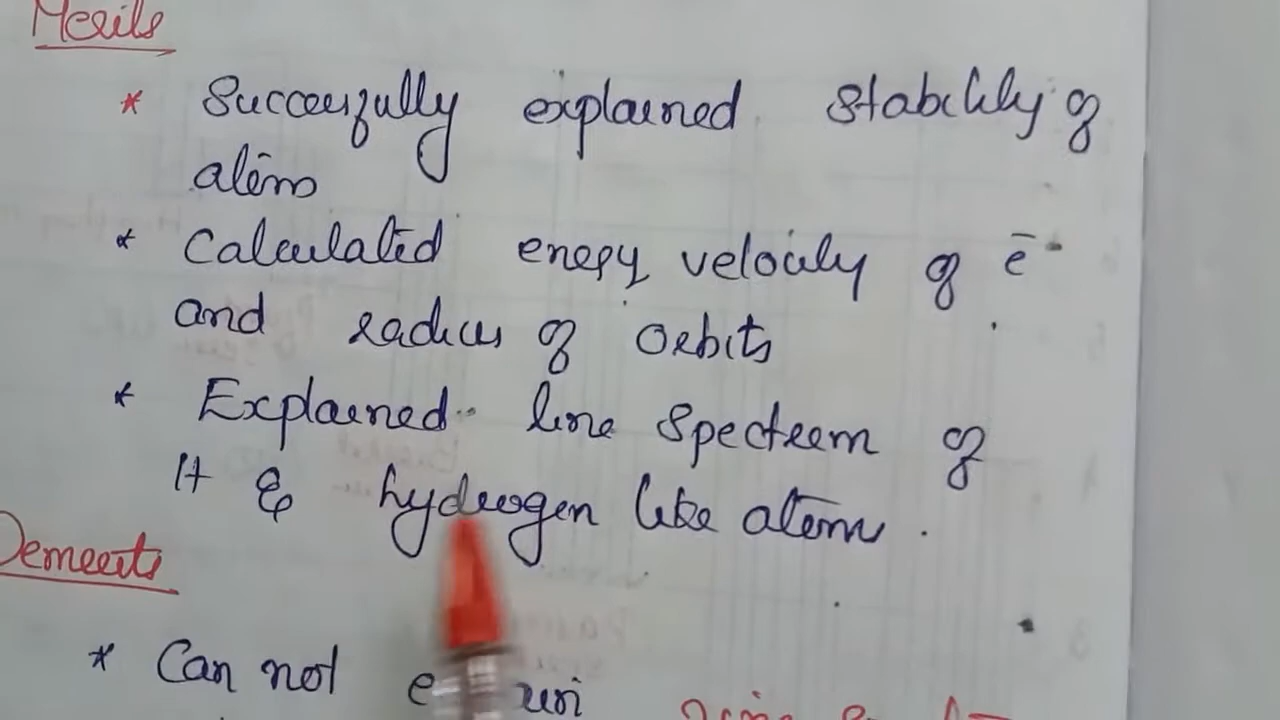 Merits
* Successfully explained stability of
atom
* Calculated energy velocity of e⁻
and radius of orbits
* Explained line spectrum of
H & hydrogen like atom.
Demerits
* Can not